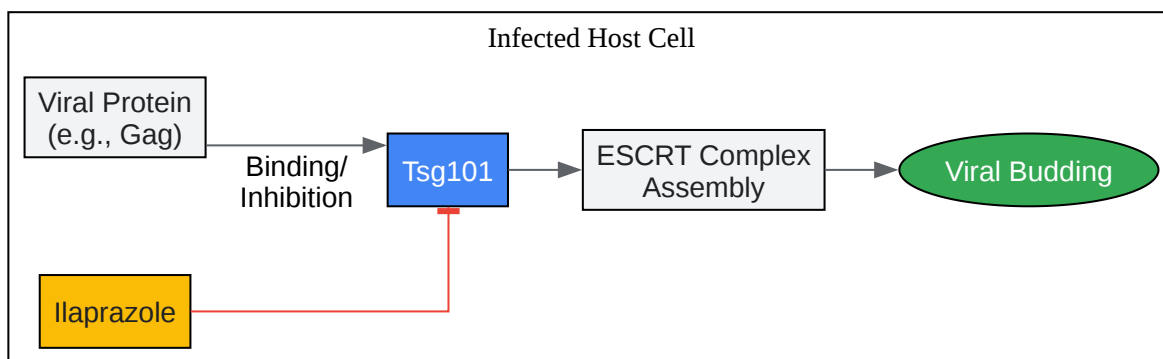 Infected Host Cell
Viral Protein
(e.g., Gag)
Binding/
Inhibition
Tsg101
ESCRT Complex
Assembly
Viral Budding
Ilaprazole